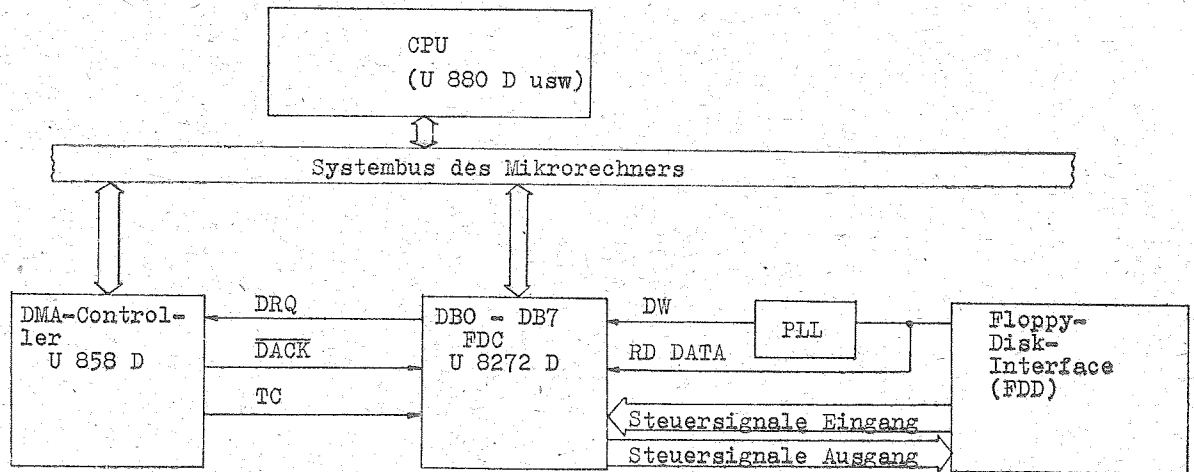 CPU
(U 880 D usw)
Systembus des Mikrorechners
DMA-Control-
ler
U 858 D
DRQ
DACK
TC
DB0 - DB7
FDC
U 8272 D
DW
RD DATA
PLL
Steuersignale Eingang
Steuersignale Ausgang
Floppy-
Disk-
Interface
(FDD)